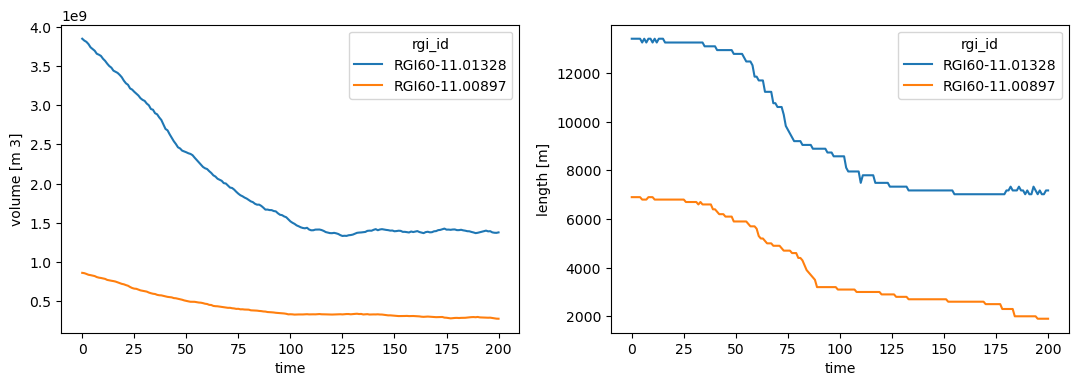 1e9
4.0
3.5
3.0
2.5
2.0
1.5
1.0
0.5
volume [m 3]
0 25 50 75 100 125 150 175 200
time
rgi_id
RGI60-11.01328
RGI60-11.00897
12000
10000
8000
6000
4000
2000
length [m]
0 25 50 75 100 125 150 175 200
time
rgi_id
RGI60-11.01328
RGI60-11.00897